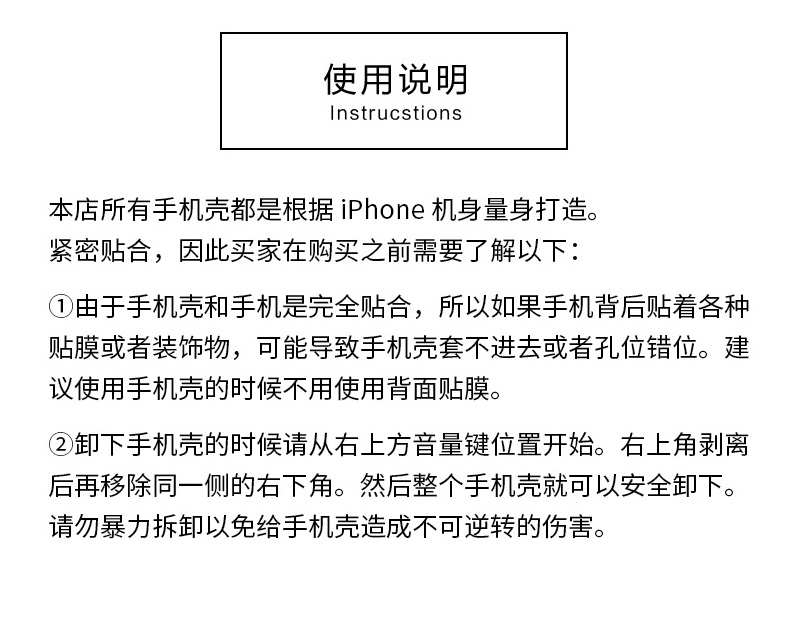 使用说明
Instrucstions
本店所有手机壳都是根据 iPhone 机身量身打造。
紧密贴合，因此买家在购买之前需要了解以下：
①由于手机壳和手机是完全贴合，所以如果手机背后贴着各种
贴膜或者装饰物，可能导致手机壳套不进去或者孔位错位。建
议使用手机壳的时候不用使用背面贴膜。
②卸下手机壳的时候请从右上方音量键位置开始。右上角剥离
后再移除同一侧的右下角。然后整个手机壳就可以安全卸下。
请勿暴力拆卸以免给手机壳造成不可逆转的伤害。